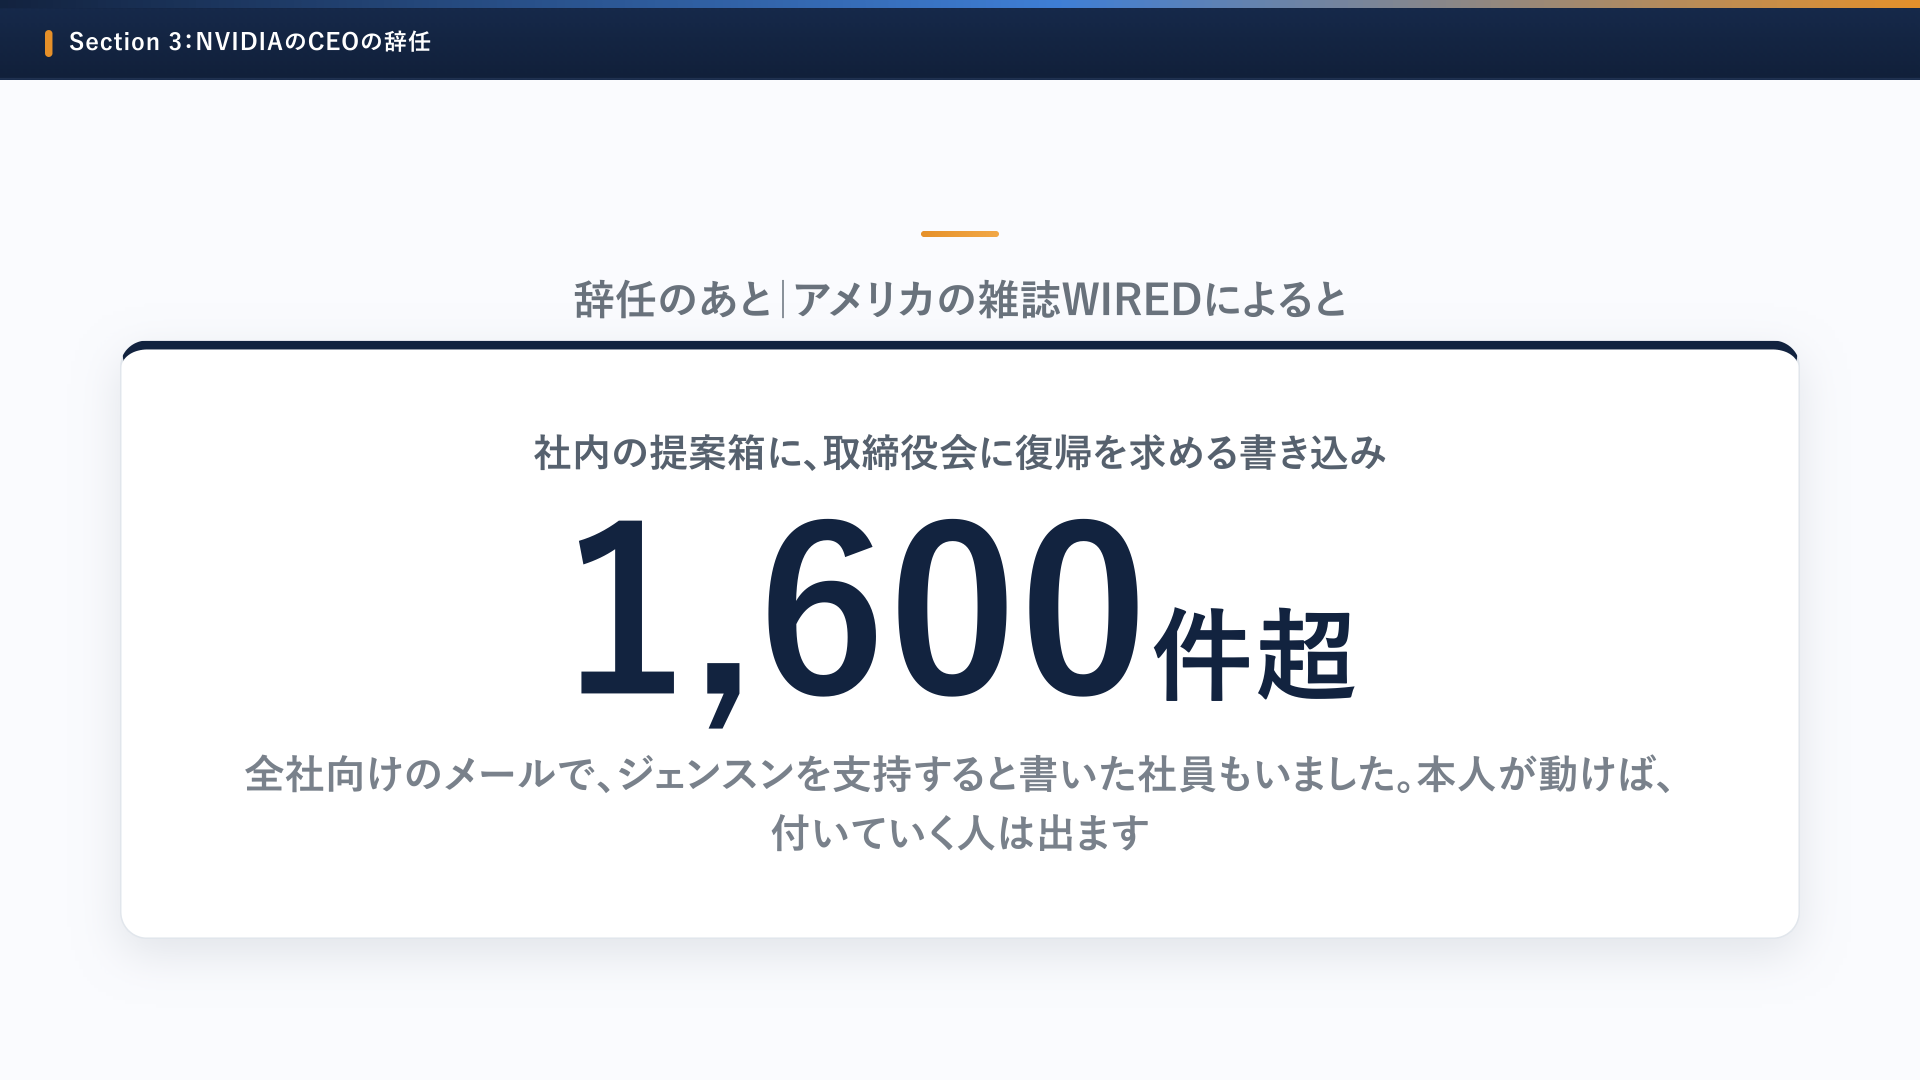 Section 3：NVIDIAのCEOの辞任
辞任のあと｜アメリカの雑誌WIREDによると
社内の提案箱に、取締役会に復帰を求める書き込み
1,600件超
全社向けのメールで、ジェンスンを支持すると書いた社員もいました。本人が動けば、
付いていく人は出ます